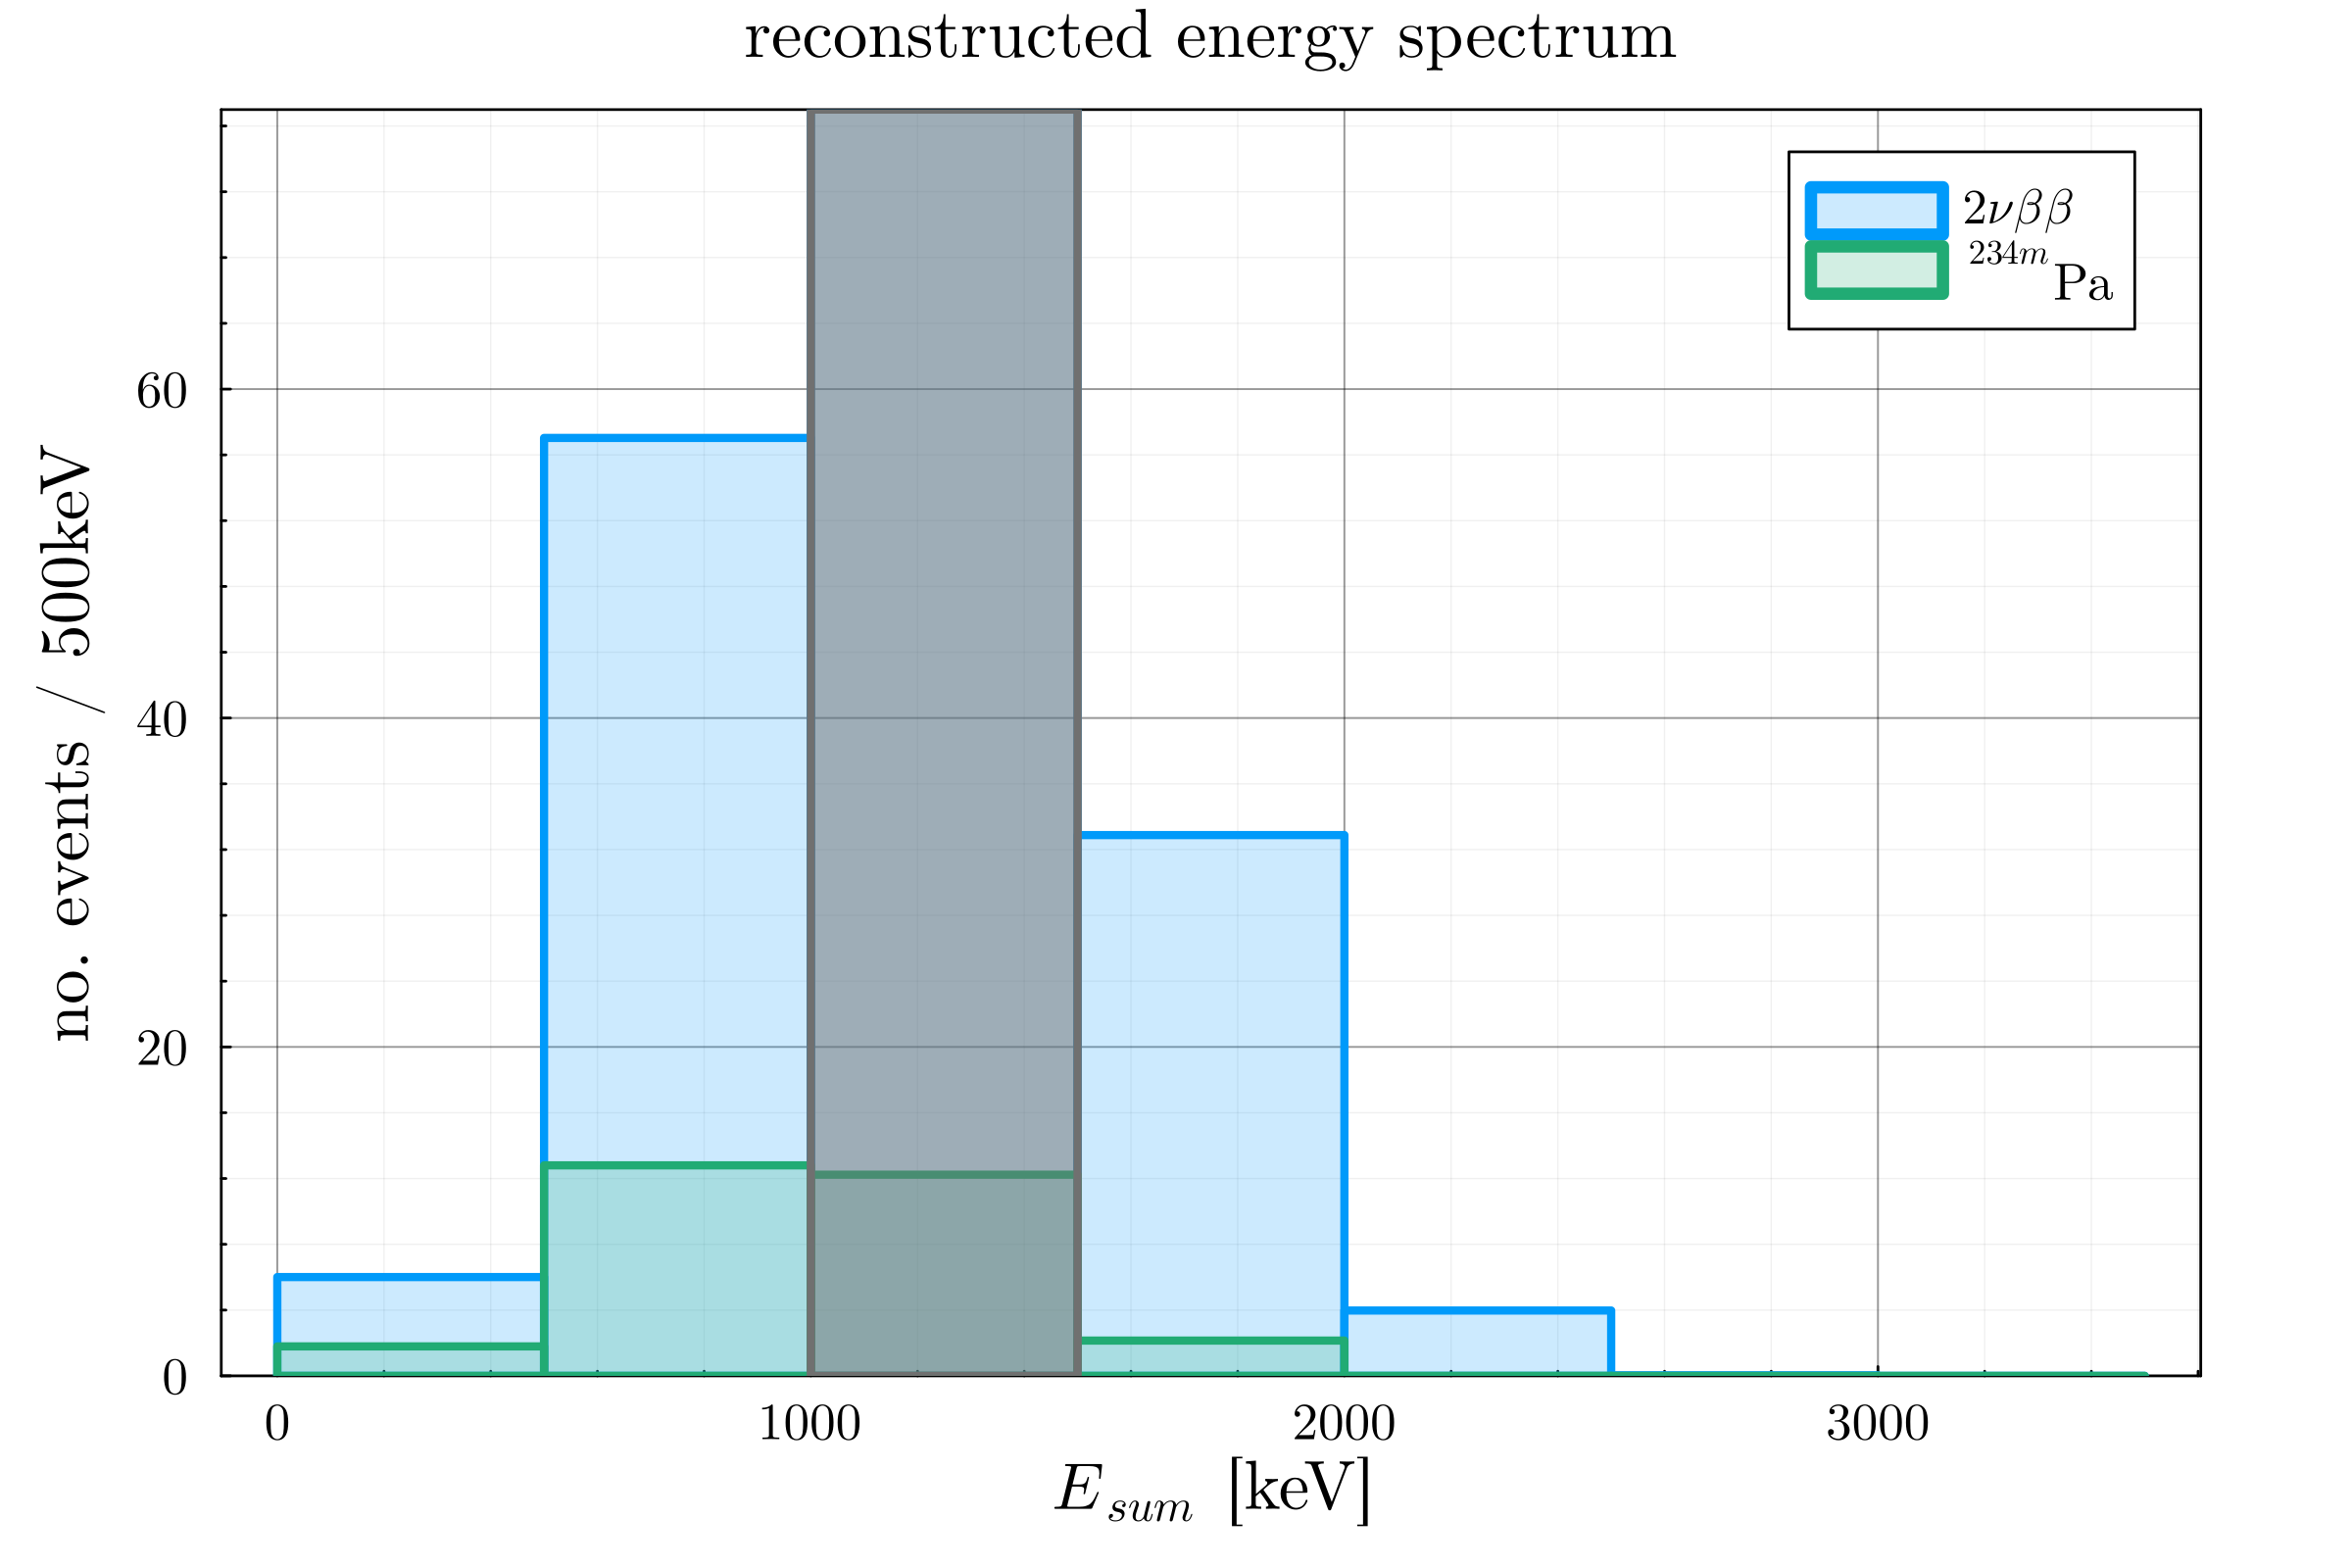 reconstructed energy spectrum
2νββ
²³⁴ᵐPa
no. events / 500keV
60
40
20
0
0 1000 2000 3000
E_sum [keV]